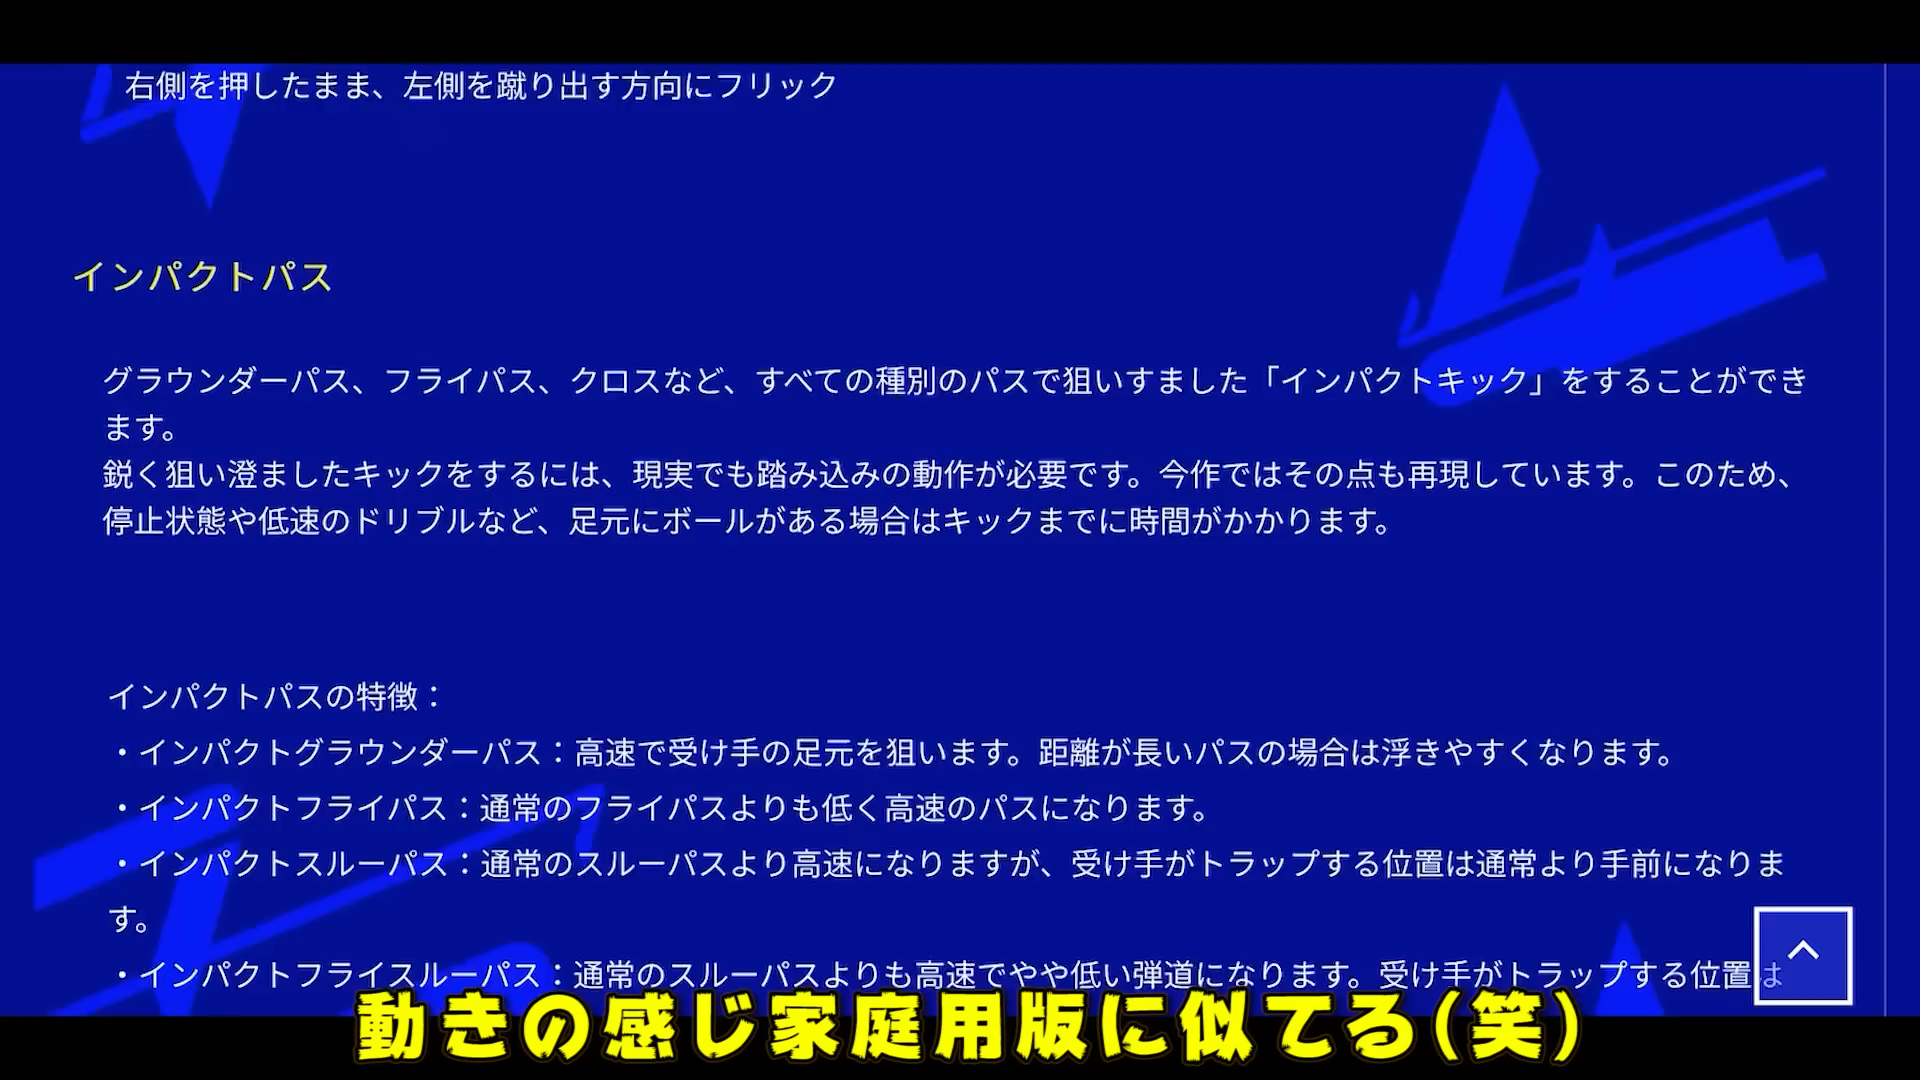 右側を押したまま、左側を蹴り出す方向にフリック
インパクトパス
グラウンダーパス、フライパス、クロスなど、すべての種別のパスで狙いすました「インパクトキック」をすることができ
ます。
鋭く狙い澄ましたキックをするには、現実でも踏み込みの動作が必要です。今作ではその点も再現しています。このため、
停止状態や低速のドリブルなど、足元にボールがある場合はキックまでに時間がかかります。
インパクトパスの特徴：
・インパクトグラウンダーパス：高速で受け手の足元を狙います。距離が長いパスの場合は浮きやすくなります。
・インパクトフライパス：通常のフライパスよりも低く高速のパスになります。
・インパクトスルーパス：通常のスルーパスより高速になりますが、受け手がトラップする位置は通常より手前になりま
す。
・インパクトフライスルーパス：通常のスルーパスよりも高速でやや低い弾道になります。受け手がトラップする位置は
動きの感じ家庭用版に似てる(笑)